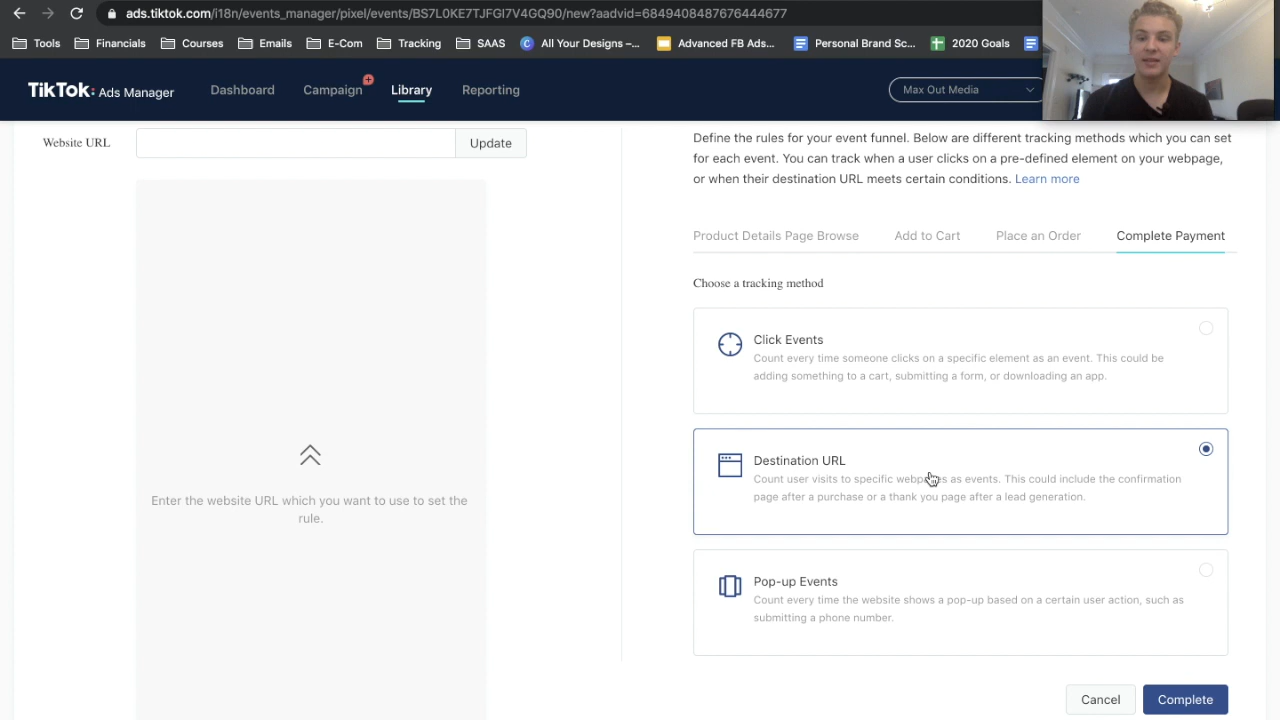 ads.tiktok.com/i18n/events_manager/pixel/events/BS7L0KE7TJFGI7V4GQ90/new?aadvid=6849408487676444677
Tools Financials Courses Emails E-Com Tracking SAAS All Your Designs –... Advanced FB Ads... Personal Brand Sc... 2020 Goals
TikTok: Ads Manager Dashboard Campaign Library Reporting Max Out Media
Website URL Update
Define the rules for your event funnel. Below are different tracking methods which you can set
for each event. You can track when a user clicks on a pre-defined element on your webpage,
or when their destination URL meets certain conditions. Learn more
Product Details Page Browse Add to Cart Place an Order Complete Payment
Choose a tracking method
Click Events
Count every time someone clicks on a specific element as an event. This could be
adding something to a cart, submitting a form, or downloading an app.
Destination URL
Count user visits to specific webpages as events. This could include the confirmation
page after a purchase or a thank you page after a lead generation.
Enter the website URL which you want to use to set the
rule.
Pop-up Events
Count every time the website shows a pop-up based on a certain user action, such as
submitting a phone number.
Cancel Complete